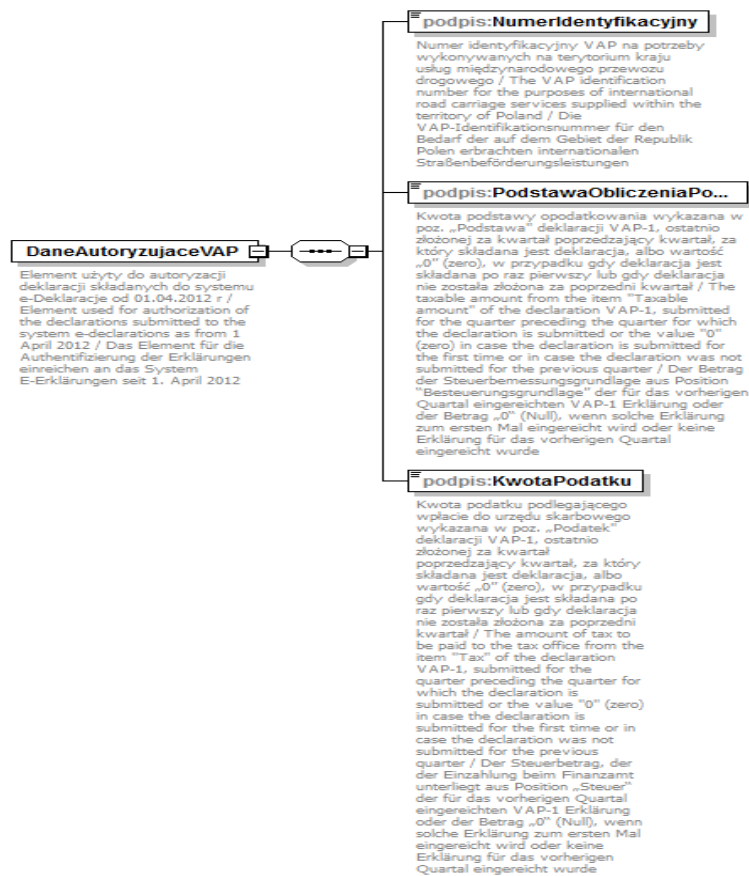 podpis:NumerIdentyfikacyjny
Numer identyfikacyjny VAP na potrzeby
wykonywanych na terytorium kraju
usług międzynarodowego przewozu
drogowego / The VAP identification
number for the purposes of international
road carriage services supplied within the
territory of Poland / Die
VAP-Identifikationsnummer für den
Bedarf der auf dem Gebiet der Republik
Polen erbrachten internationalen
Straßenbeförderungsleistungen
podpis:PodstawaObliczeniaPo...
Kwota podstawy opodatkowania wykazana w
poz. „Podstawa” deklaracji VAP-1, ostatnio
złożonej za kwartał poprzedzający kwartał, za
który składana jest deklaracja, albo wartość
„0” (zero), w przypadku gdy deklaracja jest
składana po raz pierwszy lub gdy deklaracja
nie została złożona za poprzedni kwartał / The
taxable amount from the item "Taxable
amount" of the declaration VAP-1, submitted
for the quarter preceding the quarter for which
the declaration is submitted or the value "0"
(zero) in case the declaration is submitted for
the first time or in case the declaration was not
submitted for the previous quarter / Der Betrag
der Steuerbemessungsgrundlage aus Position
"Besteuerungsgrundlage" der für das vorherigen
Quartal eingereichten VAP-1 Erklärung oder
der Betrag „0“ (Null), wenn solche Erklärung
zum ersten Mal eingereicht wird oder keine
Erklärung für das vorherigen Quartal
eingereicht wurde
DaneAutoryzujaceVAP
Element użyty do autoryzacji
deklaracji składanych do systemu
e-Deklaracje od 01.04.2012 r /
Element used for authorization of
the declarations submitted to the
system e-declarations as from 1
April 2012 / Das Element für die
Authentifizierung der Erklärungen
einreichen an das System
E-Erklärungen seit 1. April 2012
podpis:KwotaPodatku
Kwota podatku podlegającego
wpłacie do urzędu skarbowego
wykazana w poz. „Podatek”
deklaracji VAP-1, ostatnio
złożonej za kwartał
poprzedzający kwartał, za który
składana jest deklaracja, albo
wartość „0” (zero), w przypadku
gdy deklaracja jest składana po
raz pierwszy lub gdy deklaracja
nie została złożona za poprzedni
kwartał / The amount of tax to
be paid to the tax office from the
item "Tax" of the declaration
VAP-1, submitted for the
quarter preceding the quarter for
which the declaration is
submitted or the value "0" (zero)
in case the declaration is
submitted for the first time or in
case the declaration was not
submitted for the previous
quarter / Der Steuerbetrag, der
der Einzahlung beim Finanzamt
unterliegt aus Position „Steuer“
der für das vorherigen Quartal
eingereichten VAP-1 Erklärung
oder der Betrag „0“ (Null), wenn
solche Erklärung zum ersten Mal
eingereicht wird oder keine
Erklärung für das vorherigen
Quartal eingereicht wurde